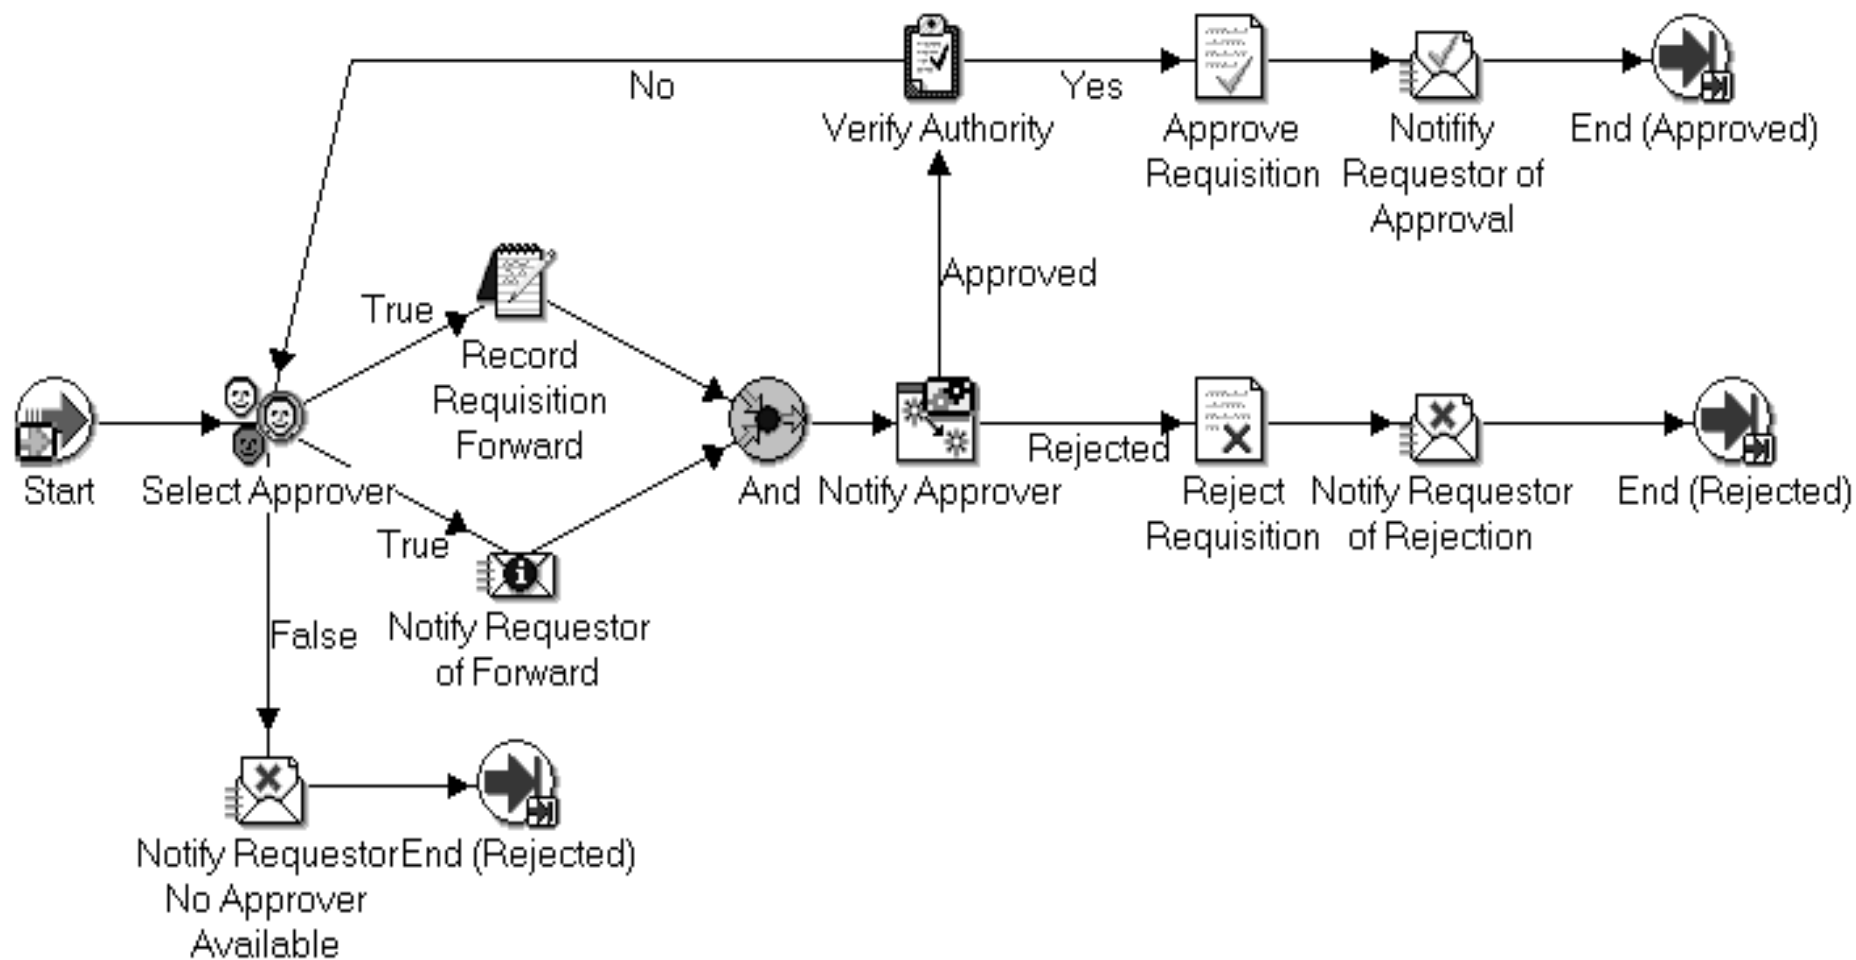 No
Yes
Verify Authority
Approve
Requisition
Notifify
Requestor of
Approval
End (Approved)
Approved
True
Record
Requisition
Forward
Start
Select Approver
And
Notify Approver
Rejected
Reject
Requisition
Notify Requestor
of Rejection
End (Rejected)
True
Notify Requestor
of Forward
False
Notify Requestor
No Approver
Available
End (Rejected)